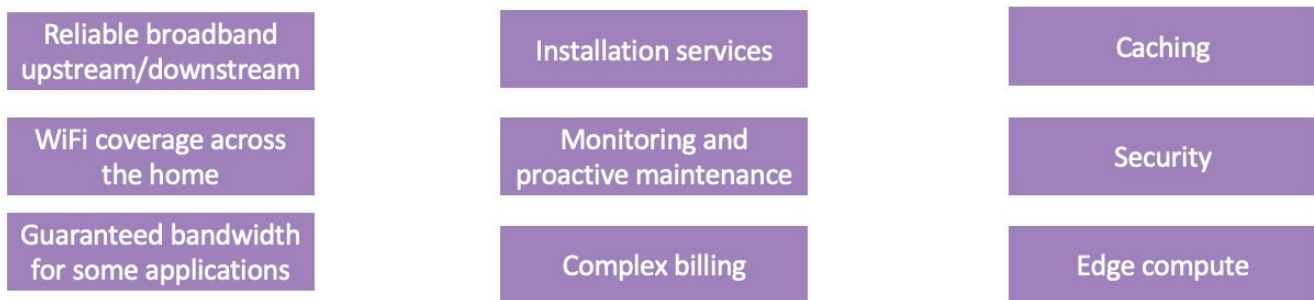 Reliable broadband
upstream/downstream
Installation services
Caching
WiFi coverage across
the home
Monitoring and
proactive maintenance
Security
Guaranteed bandwidth
for some applications
Complex billing
Edge compute